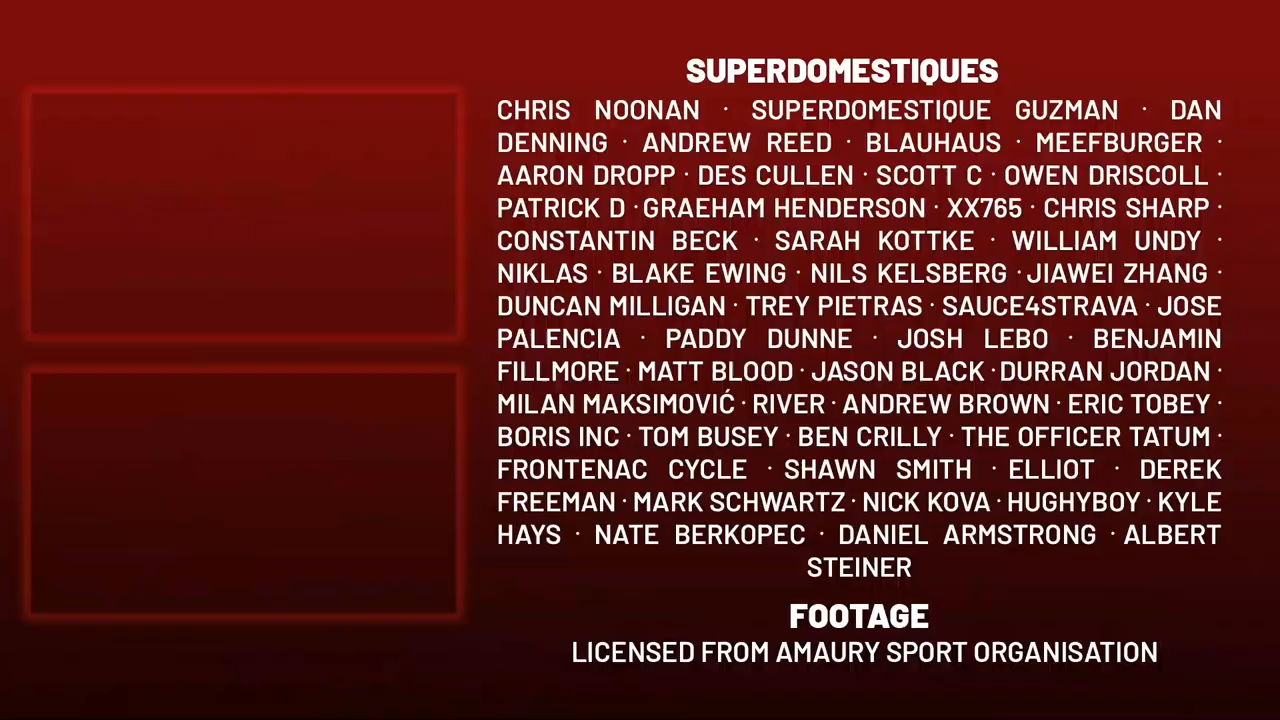 SUPERDOMESTIQUES
CHRIS NOONAN · SUPERDOMESTIQUE GUZMAN · DAN
DENNING · ANDREW REED · BLAUHAUS · MEEFBURGER ·
AARON DROPP · DES CULLEN · SCOTT C · OWEN DRISCOLL ·
PATRICK D · GRAEHAM HENDERSON · XX765 · CHRIS SHARP ·
CONSTANTIN BECK · SARAH KOTTKE · WILLIAM UNDY ·
NIKLAS · BLAKE EWING · NILS KELSBERG · JIAWEI ZHANG ·
DUNCAN MILLIGAN · TREY PIETRAS · SAUCE4STRAVA · JOSE
PALENCIA · PADDY DUNNE · JOSH LEBO · BENJAMIN
FILLMORE · MATT BLOOD · JASON BLACK · DURRAN JORDAN ·
MILAN MAKSIMOVIĆ · RIVER · ANDREW BROWN · ERIC TOBEY ·
BORIS INC · TOM BUSEY · BEN CRILLY · THE OFFICER TATUM ·
FRONTENAC CYCLE · SHAWN SMITH · ELLIOT · DEREK
FREEMAN · MARK SCHWARTZ · NICK KOVA · HUGHYBOY · KYLE
HAYS · NATE BERKOPEC · DANIEL ARMSTRONG · ALBERT
STEINER
FOOTAGE
LICENSED FROM AMAURY SPORT ORGANISATION